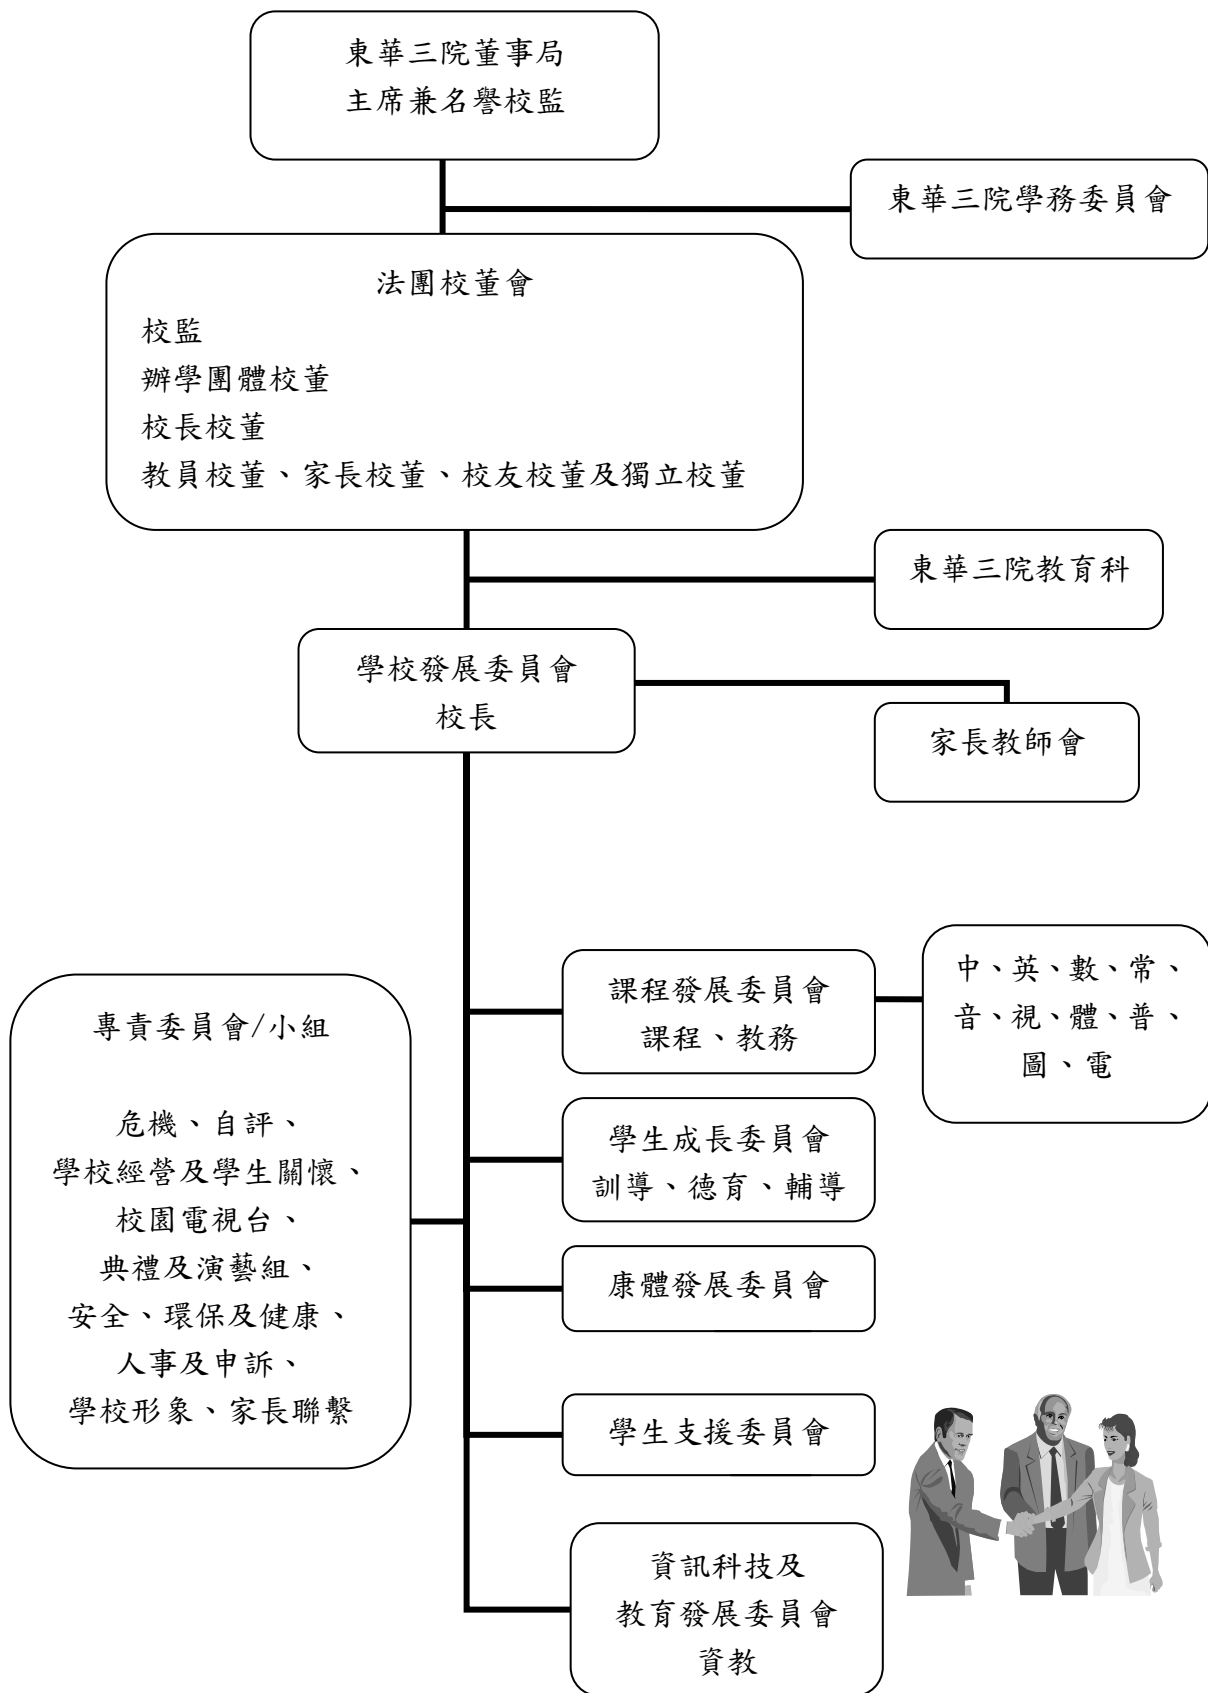 東華三院董事局
主席兼名譽校監
東華三院學務委員會
法團校董會
校監
辦學團體校董
校長校董
教員校董、家長校董、校友校董及獨立校董
東華三院教育科
學校發展委員會
校長
家長教師會
課程發展委員會
課程、教務
中、英、數、常、
音、視、體、普、
圖、電
專責委員會/小組
危機、自評、
學校經營及學生關懷、
校園電視台、
典禮及演藝組、
安全、環保及健康、
人事及申訴、
學校形象、家長聯繫
學生成長委員會
訓導、德育、輔導
康體發展委員會
學生支援委員會
資訊科技及
教育發展委員會
資教